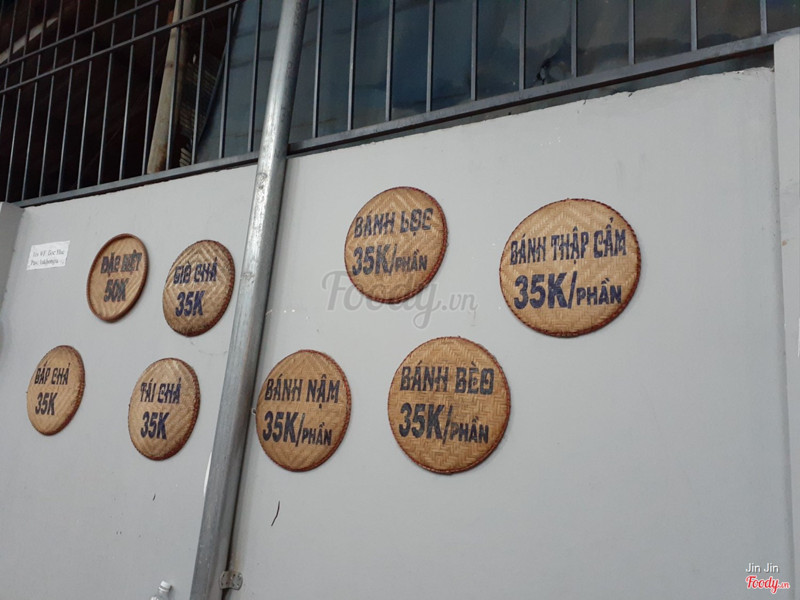 ĐẶC BIỆT
50K
GIÒ CHẢ
35K
BÁNH LỌC
35K/PHẦN
BÁNH THẬP CẨM
35K/PHẦN
BẮP CHẢ
35K
TÁI CHẢ
35K
BÁNH NẬM
35K/PHẦN
BÁNH BÈO
35K/PHẦN
Foody.vn
Jin Jin
Foody.vn